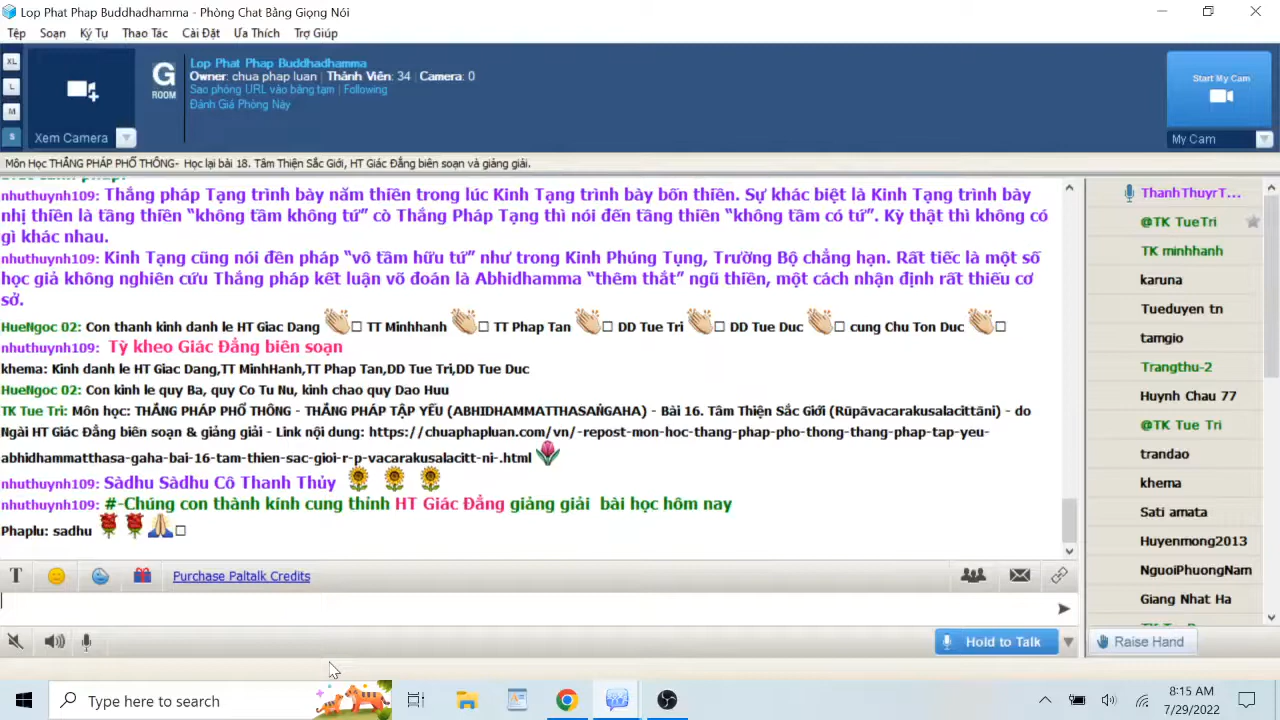 Lop Phat Phap Buddhadhamma - Phòng Chat Bằng Giọng Nói
Tệp Soạn Ký Tự Thao Tác Cài Đặt Ưa Thích Trợ Giúp
XL
L
M
S
Xem Camera
G
ROOM
Lop Phat Phap Buddhadhamma
Owner: chua phap luan | Thành Viên: 34 | Camera: 0
Sao phòng URL vào bảng tạm | Following
Đánh Giá Phòng Này
Start My Cam
My Cam
Môn Học THẮNG PHÁP PHỔ THÔNG- Học lại bài 18. Tâm Thiện Sắc Giới, HT Giác Đẳng biên soạn và giảng giải.
nhuthuynh109: Thắng pháp Tạng trình bày năm thiền trong lúc Kinh Tạng trình bày bốn thiền. Sự khác biệt là Kinh Tạng trình bày
nhị thiền là tầng thiền “không tầm không tứ” cò Thắng Pháp Tạng thì nói đến tầng thiền “không tầm có tứ”. Kỳ thật thì không có
gì khác nhau.
nhuthuynh109: Kinh Tạng cũng nói đến pháp “vô tầm hữu tứ” như trong Kinh Phúng Tụng, Trường Bộ chẳng hạn. Rất tiếc là một số
học giả không nghiên cứu Thắng pháp kết luận võ đoán là Abhidhamma “thêm thắt” ngũ thiền, một cách nhận định rất thiếu cơ
sở.
HueNgoc 02: Con thanh kinh danh le HT Giac Dang 👏🏻□ TT Minhhanh 👏🏻□ TT Phap Tan 👏🏻□ DD Tue Tri 👏🏻□ DD Tue Duc 👏🏻□ cung Chu Ton Duc 👏🏻□
nhuthuynh109: Tỳ kheo Giác Đẳng biên soạn
khema: Kinh danh le HT Giac Dang,TT MinhHanh,TT Phap Tan,DD Tue Tri,DD Tue Duc
HueNgoc 02: Con kinh le quy Ba, quy Co Tu Nu, kinh chao quy Dao Huu
TK Tue Tri: Môn học: THẮNG PHÁP PHỔ THÔNG - THẮNG PHÁP TẬP YẾU (ABHIDHAMMATTHASAṄGAHA) - Bài 16. Tâm Thiện Sắc Giới (Rūpāvacarakusalacittāni) - do
Ngài HT Giác Đẳng biên soạn & giảng giải - Link nội dung: https://chuaphapluan.com/vn/-repost-mon-hoc-thang-phap-pho-thong-thang-phap-tap-yeu-
abhidhammatthasa-gaha-bai-16-tam-thien-sac-gioi-r-p-vacarakusalacitt-ni-.html 🌷
nhuthuynh109: Sàdhu Sàdhu Cô Thanh Thủy 🌻 🌻 🌻
nhuthuynh109: #-Chúng con thành kính cung thỉnh HT Giác Đẳng giảng giải bài học hôm nay
Phaplu: sadhu 🌹🌹🙏🏻□
ThanhThuyrT...
@TK TueTri
TK minhhanh
karuna
Tueduyen tn
tamgio
Trangthu-2
Huynh Chau 77
@TK Tue Tri
trandao
khema
Sati amata
Huyenmong2013
NguoiPhuongNam
Giang Nhat Ha
T
Purchase Paltalk Credits
Hold to Talk
Raise Hand
Type here to search
8:15 AM
7/29/2022